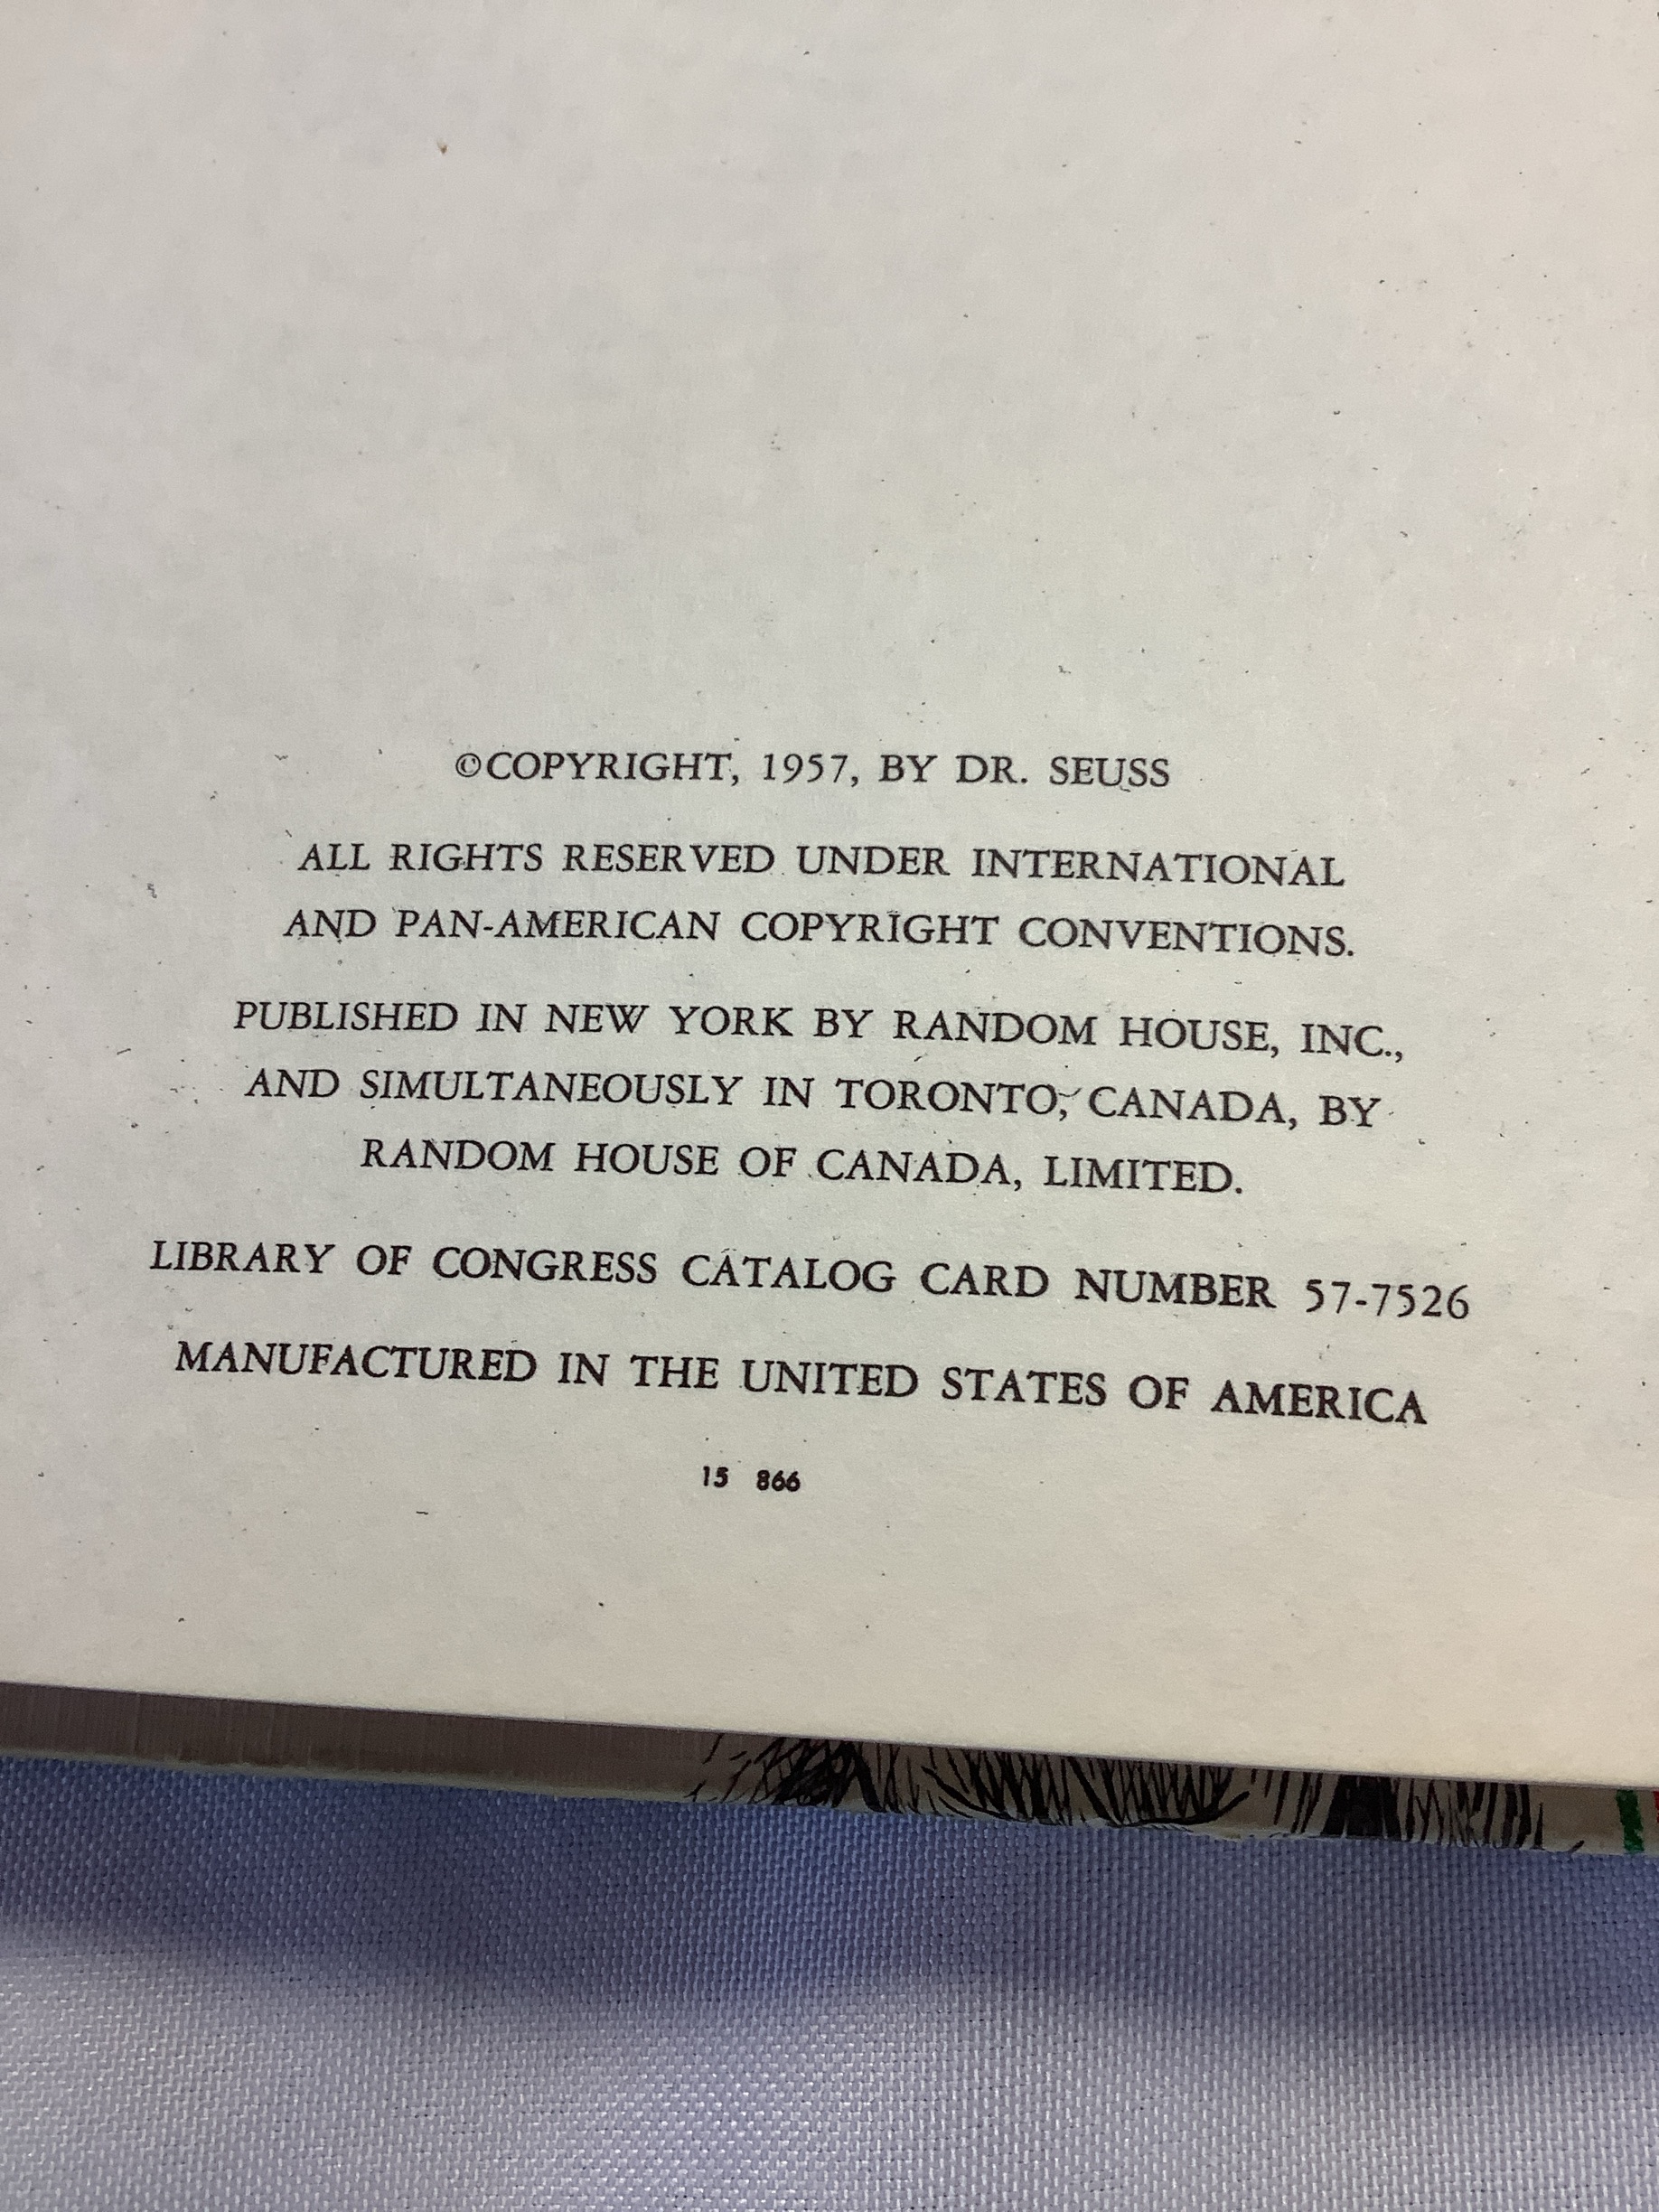 ©COPYRIGHT, 1957, BY DR. SEUSS
ALL RIGHTS RESERVED UNDER INTERNATIONAL
AND PAN-AMERICAN COPYRIGHT CONVENTIONS.
PUBLISHED IN NEW YORK BY RANDOM HOUSE, INC.,
AND SIMULTANEOUSLY IN TORONTO, CANADA, BY
RANDOM HOUSE OF CANADA, LIMITED.
LIBRARY OF CONGRESS CATALOG CARD NUMBER 57-7526
MANUFACTURED IN THE UNITED STATES OF AMERICA
15 866